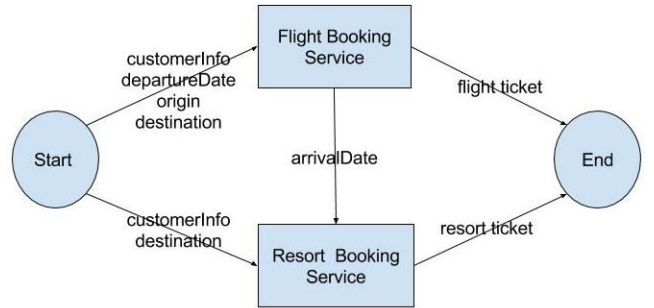 Flight Booking
Service
customerInfo
departureDate
origin
destination
flight ticket
Start
arrivalDate
End
customerInfo
destination
resort ticket
Resort Booking
Service